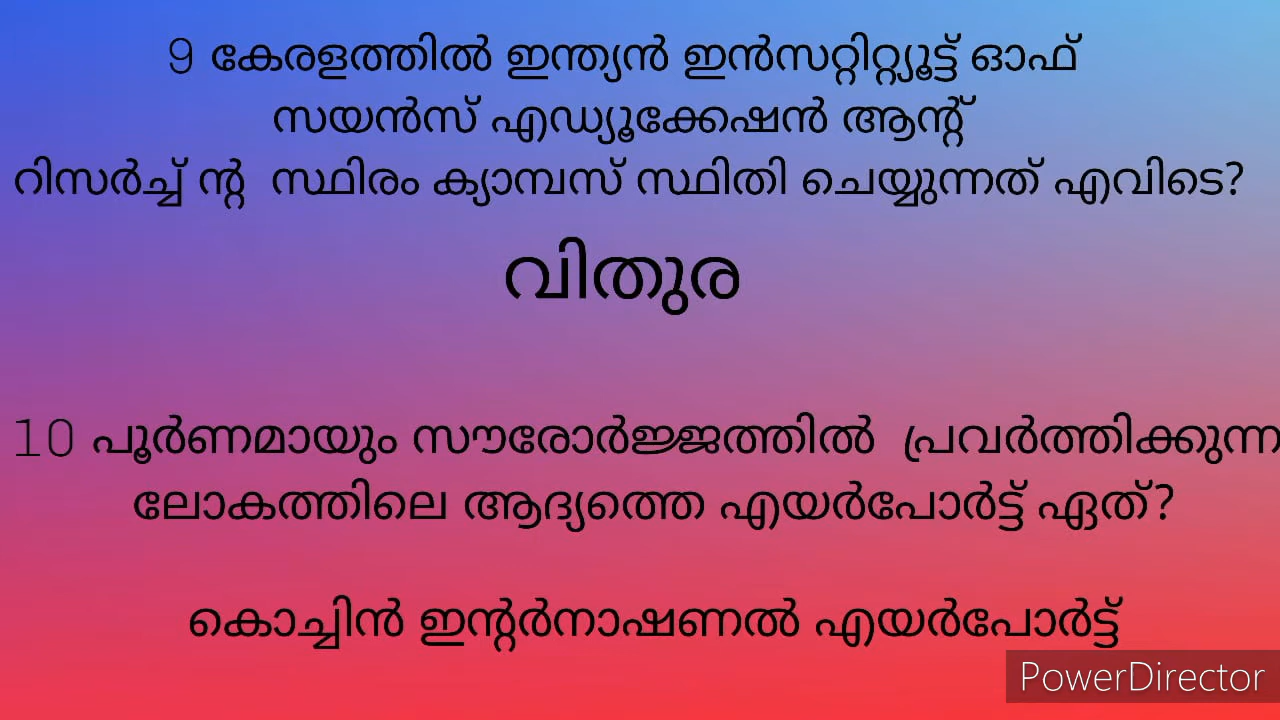 9 കേരളത്തിൽ ഇന്ത്യൻ ഇൻസറ്റിറ്റ്യൂട്ട് ഓഫ്
സയൻസ് എഡ്യൂക്കേഷൻ ആന്റ്
റിസർച്ച് ന്റ സ്ഥിരം ക്യാമ്പസ് സ്ഥിതി ചെയ്യുന്നത് എവിടെ?
വിതുര
10 പൂർണമായും സൗരോർജ്ജത്തിൽ പ്രവർത്തിക്കുന്ന
ലോകത്തിലെ ആദ്യത്തെ എയർപോർട്ട് ഏത്?
കൊച്ചിൻ ഇന്റർനാഷണൽ എയർപോർട്ട്
PowerDirector